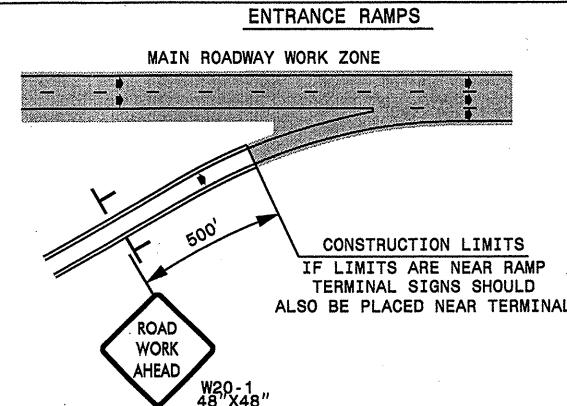 ENTRANCE RAMPS
MAIN ROADWAY WORK ZONE
500'
CONSTRUCTION LIMITS
IF LIMITS ARE NEAR RAMP
TERMINAL SIGNS SHOULD
ALSO BE PLACED NEAR TERMINAL
ROAD
WORK
AHEAD
W20-1
48"X48"